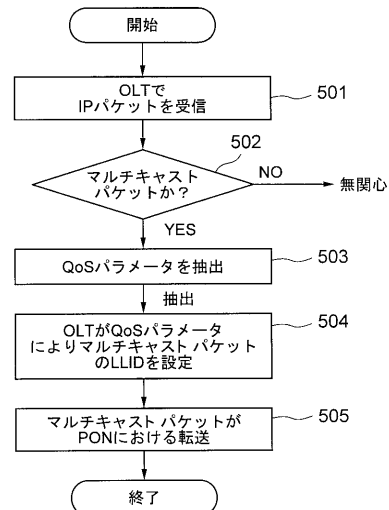 開始
OLTで
IPパケットを受信
501
502
マルチキャスト
パケットか？
NO
無関心
YES
QoSパラメータを抽出
503
抽出
OLTがQoSパラメータ
によりマルチキャスト パケット
のLLIDを設定
504
マルチキャスト パケットが
PONにおける転送
505
終了